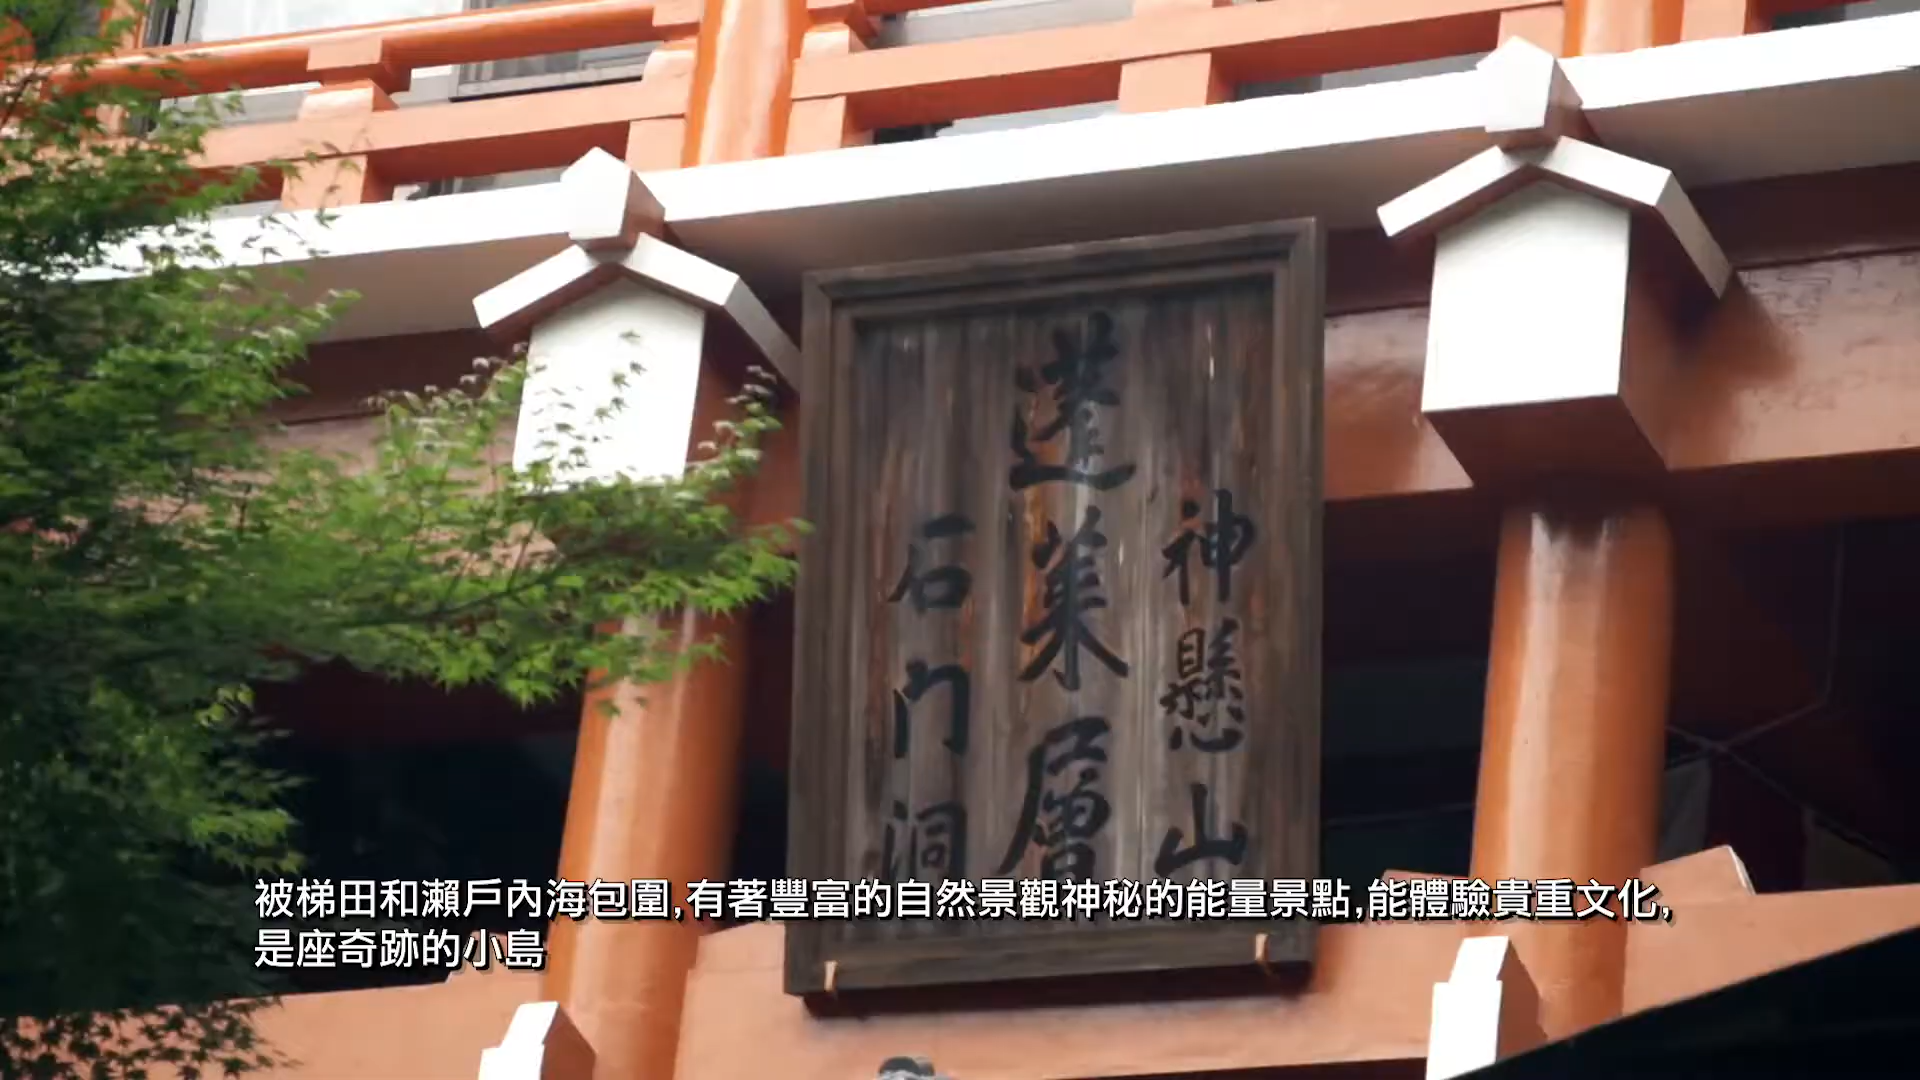 神懸山
蓬莱層
石門洞
被梯田和瀨戶內海包圍,有著豐富的自然景觀神秘的能量景點,能體驗貴重文化,
是座奇跡的小島